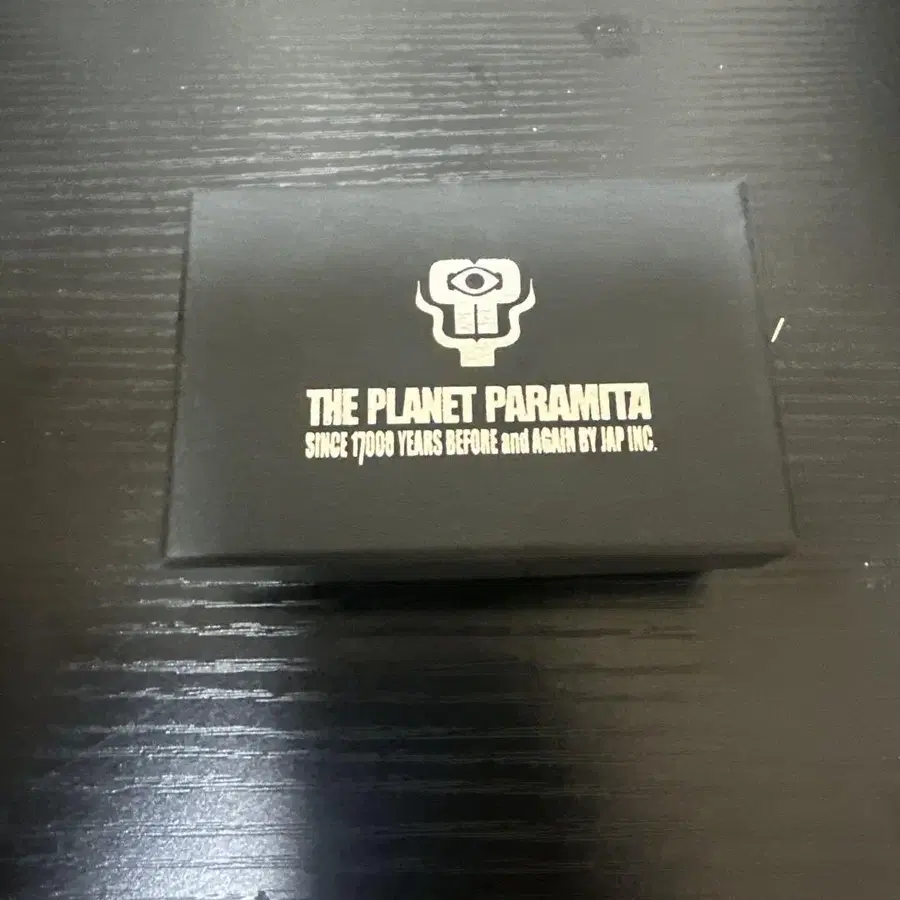 THE PLANET PARAMITA
SINCE 17000 YEARS BEFORE and AGAIN BY JAP INC.